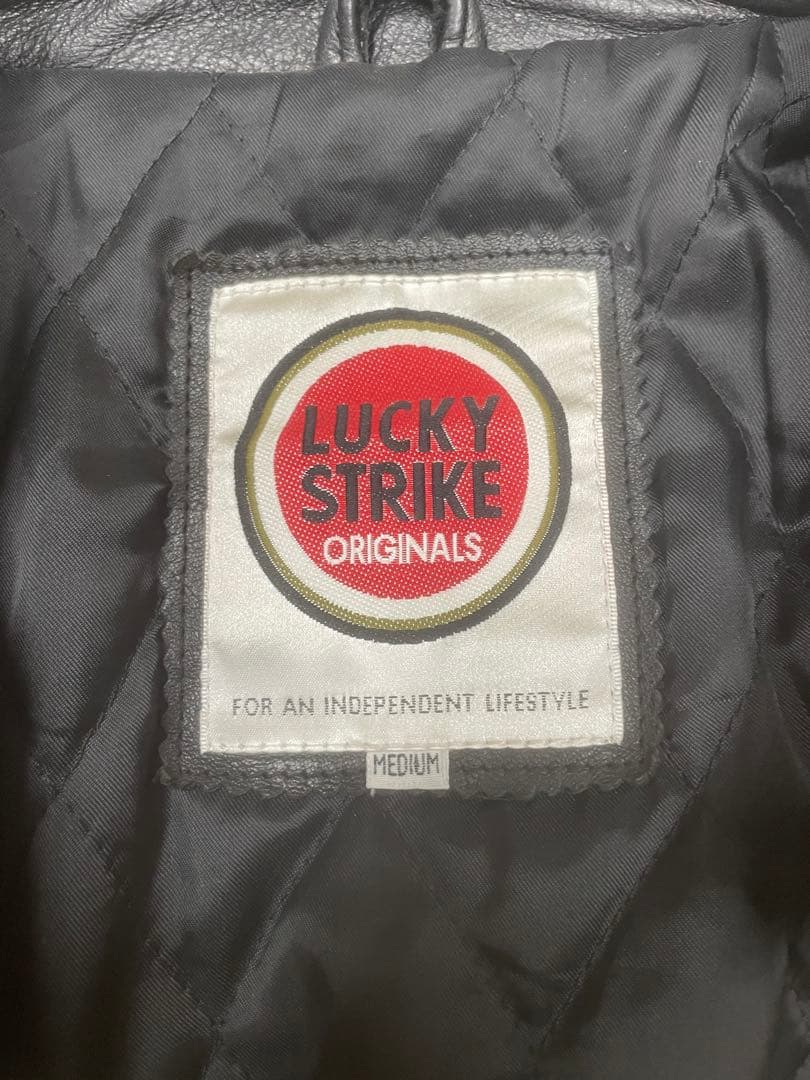 LUCKY
STRIKE
ORIGINALS
FOR AN INDEPENDENT LIFESTYLE
MEDIUM